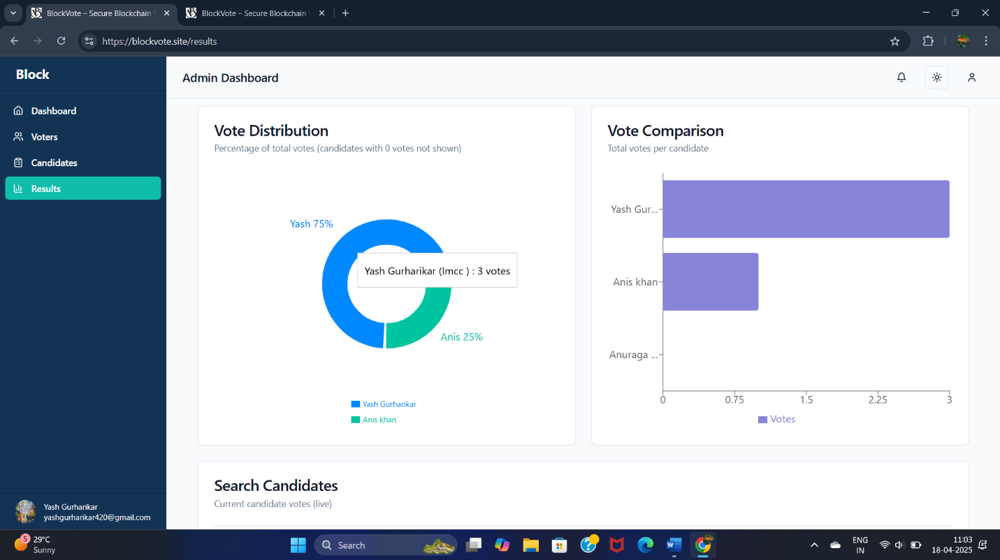 BlockVote – Secure Blockchain
BlockVote – Secure Blockchain
https://blockvote.site/results
Block
Admin Dashboard
Dashboard
Voters
Candidates
Results
Vote Distribution
Percentage of total votes (candidates with 0 votes not shown)
Yash 75%
Yash Gurharikar (Imcc ) : 3 votes
Anis 25%
Yash Gurharikar
Anis khan
Vote Comparison
Total votes per candidate
Yash Gur...
Anis khan
Anuraga ...
0 0.75 1.5 2.25 3
Votes
Search Candidates
Current candidate votes (live)
Yash Gurharikar
yashgurharikar420@gmail.com
5
29°C
Sunny
Search
ENG
IN
11:03
18-04-2025